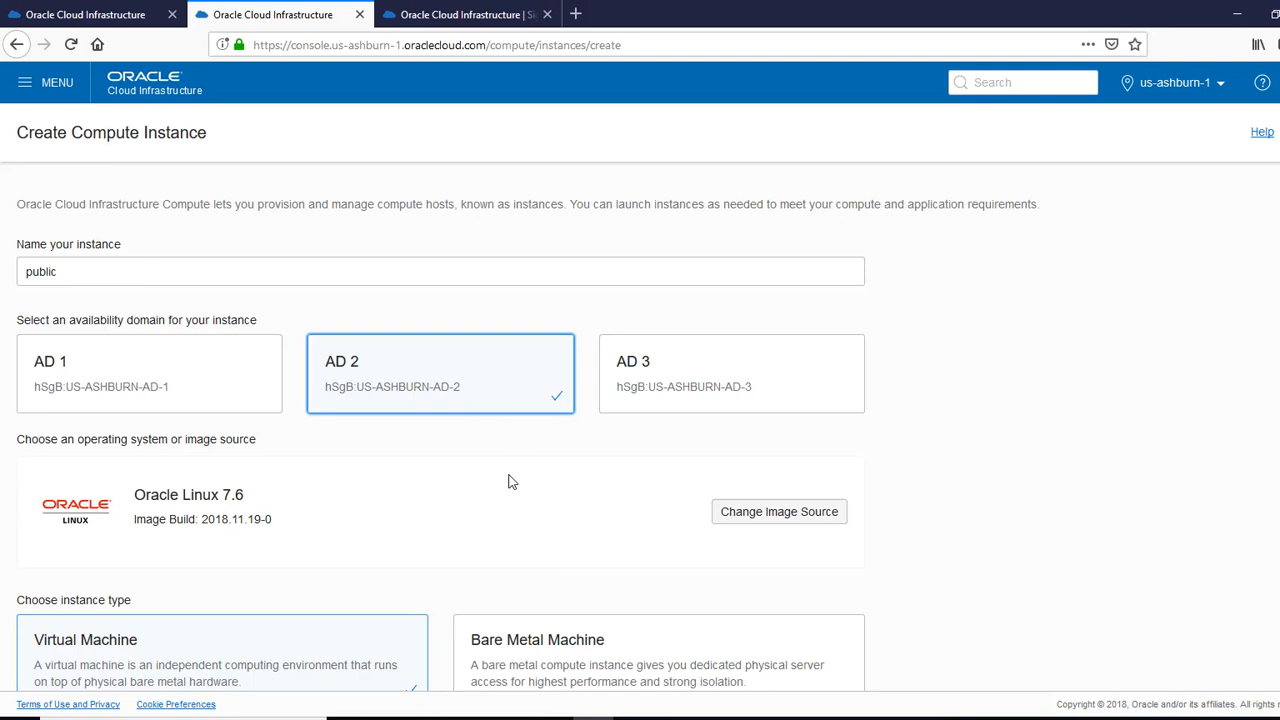 Oracle Cloud Infrastructure
Oracle Cloud Infrastructure
Oracle Cloud Infrastructure | Si
https://console.us-ashburn-1.oraclecloud.com/compute/instances/create
MENU
ORACLE
Cloud Infrastructure
Search
us-ashburn-1
Create Compute Instance
Help
Oracle Cloud Infrastructure Compute lets you provision and manage compute hosts, known as instances. You can launch instances as needed to meet your compute and application requirements.
Name your instance
public
Select an availability domain for your instance
AD 1
hSgB:US-ASHBURN-AD-1
AD 2
hSgB:US-ASHBURN-AD-2
AD 3
hSgB:US-ASHBURN-AD-3
Choose an operating system or image source
ORACLE
LINUX
Oracle Linux 7.6
Image Build: 2018.11.19-0
Change Image Source
Choose instance type
Virtual Machine
A virtual machine is an independent computing environment that runs
on top of physical bare metal hardware.
Bare Metal Machine
A bare metal compute instance gives you dedicated physical server
access for highest performance and strong isolation.
Terms of Use and Privacy
Cookie Preferences
Copyright © 2018, Oracle and/or its affiliates. All rights